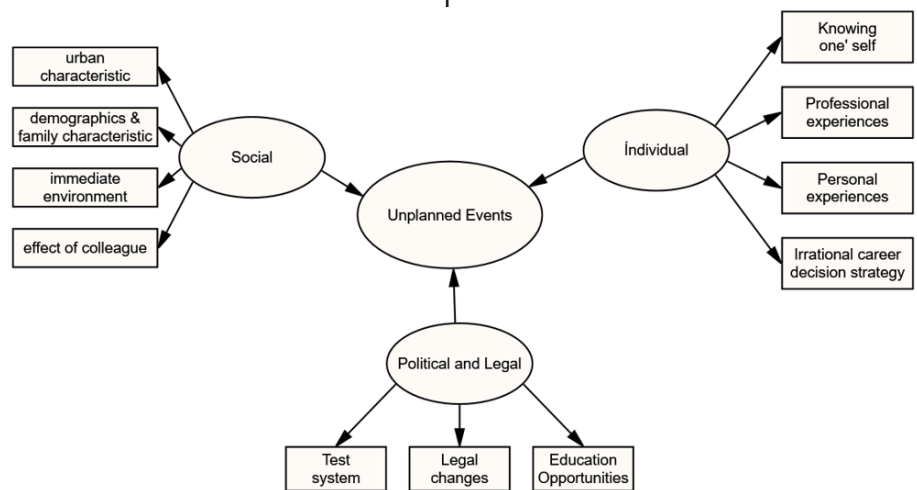 urban
characteristic
demographics &
family characteristic
immediate
environment
effect of colleague
Social
Unplanned Events
İndividual
Knowing
one' self
Professional
experiences
Personal
experiences
Irrational career
decision strategy
Political and Legal
Test
system
Legal
changes
Education
Opportunities